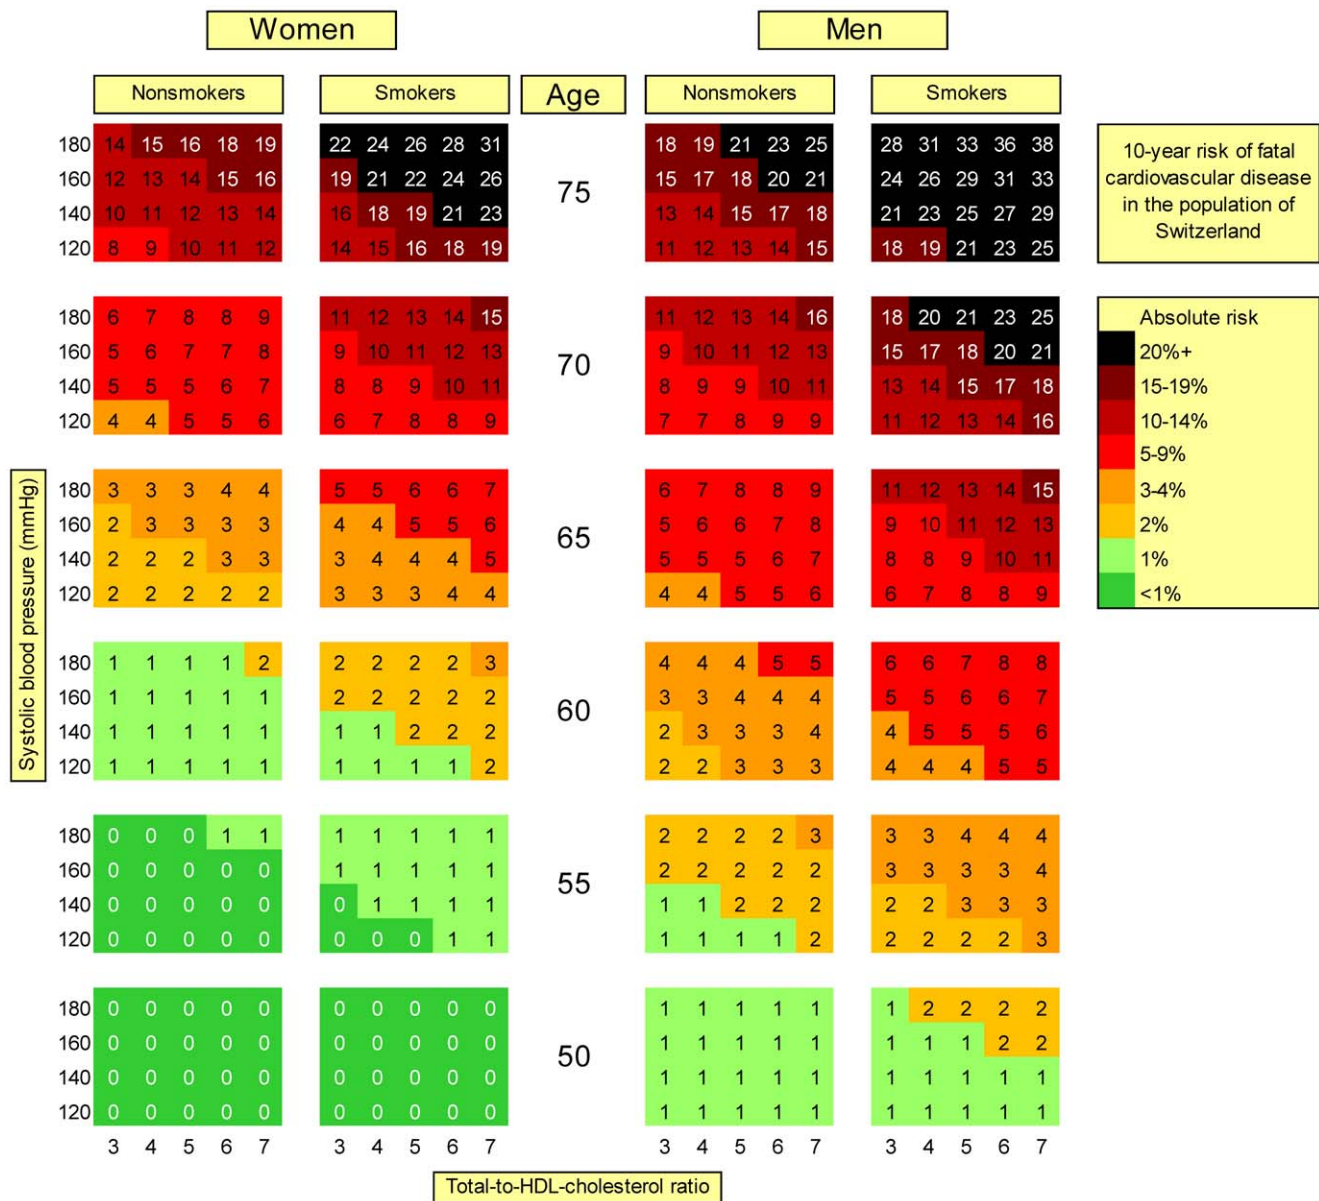 Women Men
Nonsmokers Smokers Age Nonsmokers Smokers
180 14 15 16 18 19 22 24 26 28 31 18 19 21 23 25 28 31 33 36 38
160 12 13 14 15 16 19 21 22 24 26 75 15 17 18 20 21 24 26 29 31 33
140 10 11 12 13 14 16 18 19 21 23 13 14 15 17 18 21 23 25 27 29
120 8 9 10 11 12 14 15 16 18 19 11 12 13 14 15 18 19 21 23 25
10-year risk of fatal
cardiovascular disease
in the population of
Switzerland
180 6 7 8 8 9 11 12 13 14 15 11 12 13 14 16 18 20 21 23 25
160 5 6 7 7 8 9 10 11 12 13 70 9 10 11 12 13 15 17 18 20 21
140 5 5 5 6 7 8 8 9 10 11 8 9 9 10 11 13 14 15 17 18
120 4 4 5 5 6 6 7 8 8 9 7 7 8 9 9 11 12 13 14 16
Absolute risk
20%+
15-19%
10-14%
5-9%
3-4%
2%
1%
<1%
Systolic blood pressure (mmHg)
180 3 3 3 4 4 5 5 6 6 7 6 7 8 8 9 11 12 13 14 15
160 2 3 3 3 3 4 4 5 5 6 65 5 6 6 7 8 9 10 11 12 13
140 2 2 2 3 3 3 4 4 4 5 5 5 5 6 7 8 8 9 10 11
120 2 2 2 2 2 3 3 3 4 4 4 4 5 5 6 6 7 8 8 9
180 1 1 1 1 2 2 2 2 2 3 4 4 4 5 5 6 6 7 8 8
160 1 1 1 1 1 2 2 2 2 2 60 3 3 4 4 4 5 5 6 6 7
140 1 1 1 1 1 1 1 2 2 2 2 3 3 3 4 4 5 5 5 6
120 1 1 1 1 1 1 1 1 1 2 2 2 3 3 3 4 4 4 5 5
180 0 0 0 1 1 1 1 1 1 1 2 2 2 2 3 3 3 4 4 4
160 0 0 0 0 0 1 1 1 1 1 55 2 2 2 2 2 3 3 3 3 4
140 0 0 0 0 0 0 1 1 1 1 1 1 2 2 2 2 2 3 3 3
120 0 0 0 0 0 0 0 0 1 1 1 1 1 1 2 2 2 2 2 3
180 0 0 0 0 0 0 0 0 0 0 1 1 1 1 1 1 2 2 2 2
160 0 0 0 0 0 0 0 0 0 0 50 1 1 1 1 1 1 1 1 2 2
140 0 0 0 0 0 0 0 0 0 0 1 1 1 1 1 1 1 1 1 1
120 0 0 0 0 0 0 0 0 0 0 1 1 1 1 1 1 1 1 1 1
3 4 5 6 7 3 4 5 6 7 3 4 5 6 7 3 4 5 6 7
Total-to-HDL-cholesterol ratio